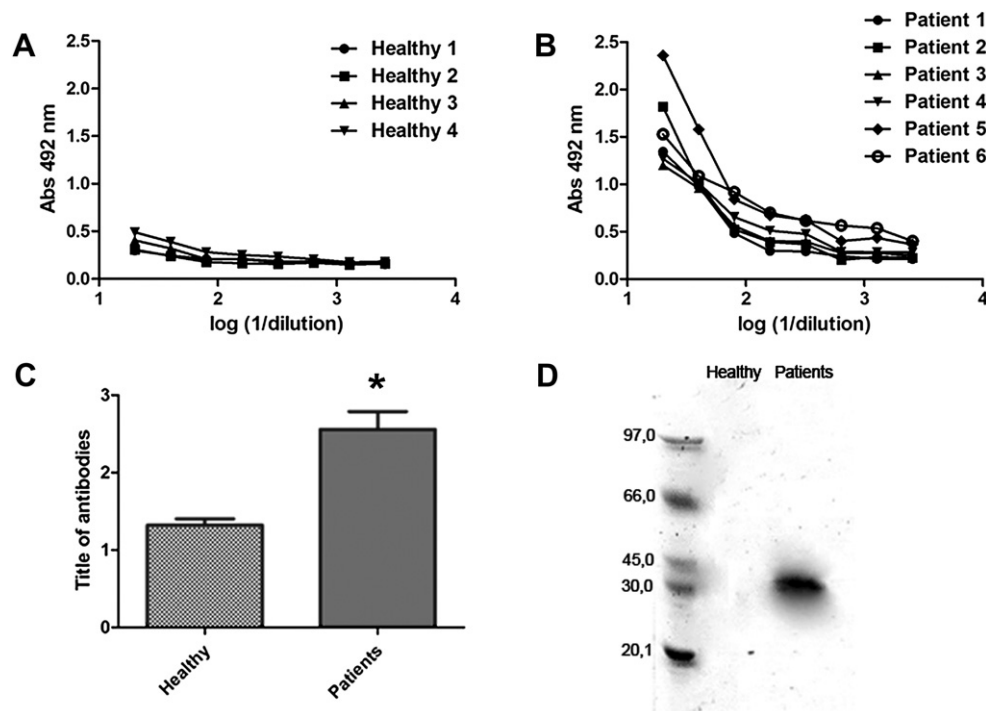 A
Healthy 1
Healthy 2
Healthy 3
Healthy 4
Abs 492 nm
2.5
2.0
1.5
1.0
0.5
0.0
1 2 3 4
log (1/dilution)
B
Patient 1
Patient 2
Patient 3
Patient 4
Patient 5
Patient 6
Abs 492 nm
2.5
2.0
1.5
1.0
0.5
0.0
1 2 3 4
log (1/dilution)
C
*
Title of antibodies
3
2
1
0
Healthy
Patients
D
Healthy Patients
97,0
66,0
45,0
30,0
20,1